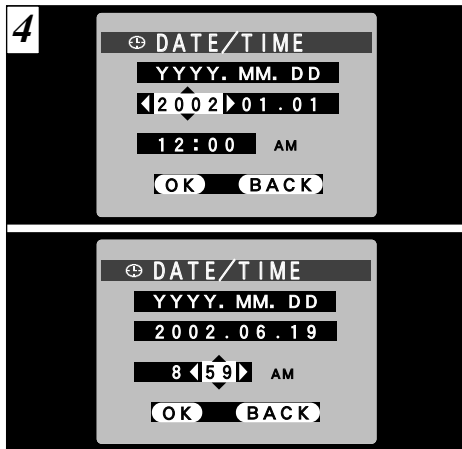 4
DATE/TIME
YYYY. MM. DD
2002.01.01
12:00 AM
OK BACK
DATE/TIME
YYYY. MM. DD
2002.06.19
8 59 AM
OK BACK